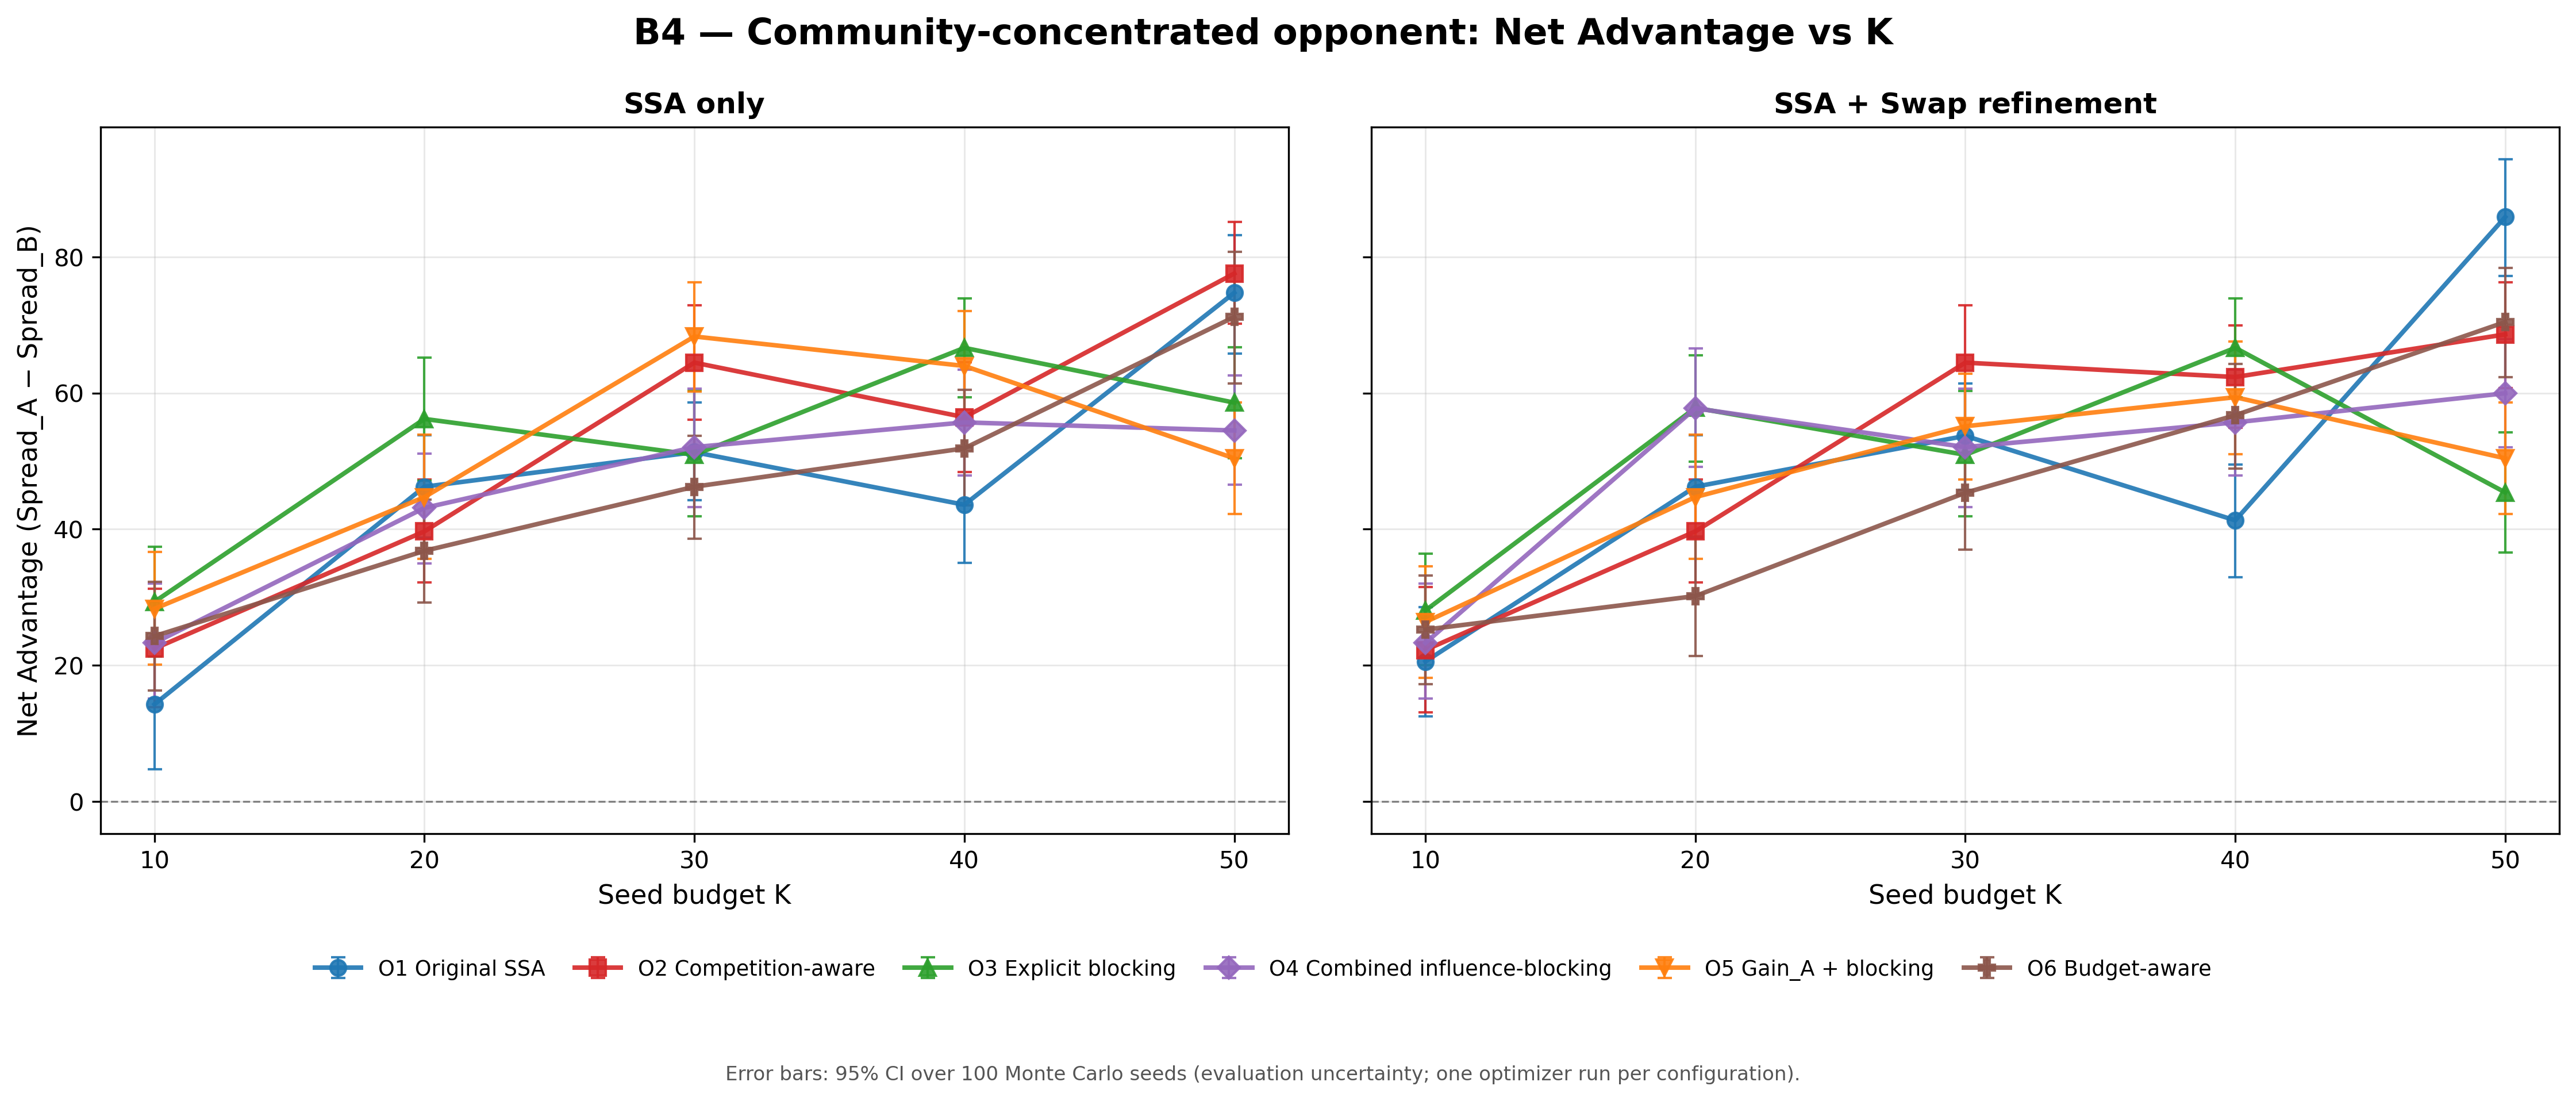 B4 — Community-concentrated opponent: Net Advantage vs K
SSA only
Net Advantage (Spread_A − Spread_B)
80
60
40
20
0
10 20 30 40 50
Seed budget K
SSA + Swap refinement
10 20 30 40 50
Seed budget K
O1 Original SSA O2 Competition-aware O3 Explicit blocking O4 Combined influence-blocking O5 Gain_A + blocking O6 Budget-aware
Error bars: 95% CI over 100 Monte Carlo seeds (evaluation uncertainty; one optimizer run per configuration).